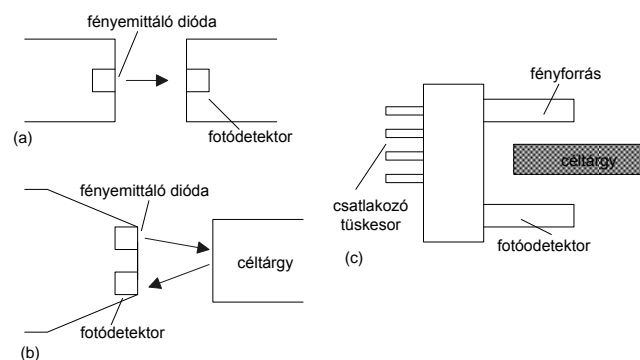 fényemittáló dióda
fotódetektor
(a)
fényemittáló dióda
céltárgy
fotódetektor
(b)
fényforrás
céltárgy
csatlakozó
tüskesor
fotóodetektor
(c)